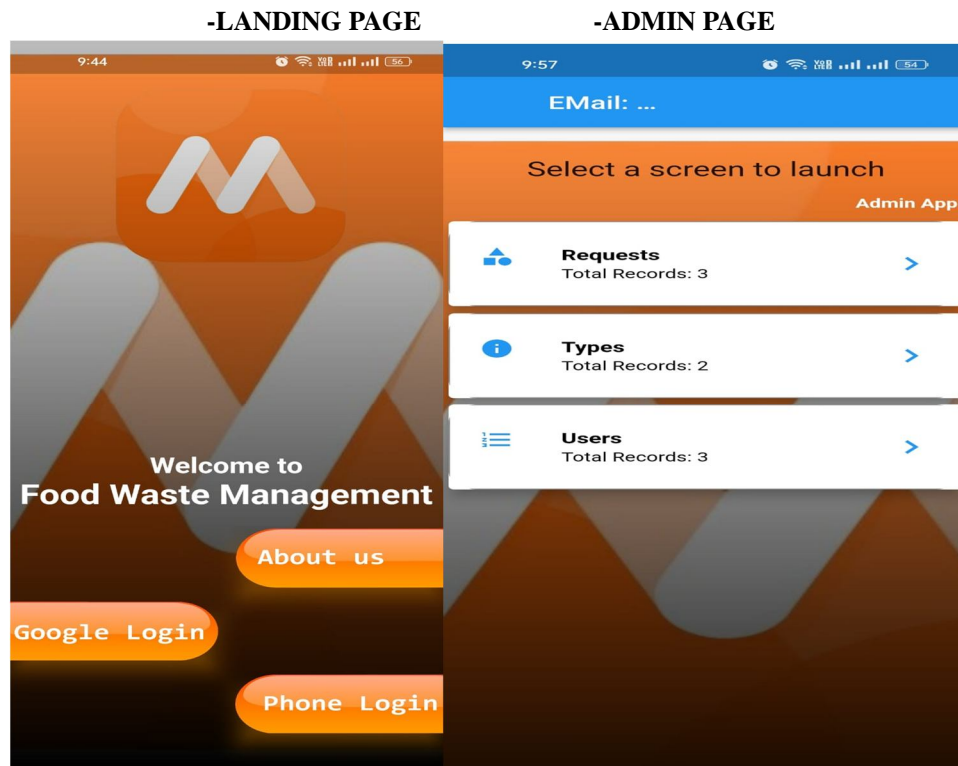 -LANDING PAGE
-ADMIN PAGE
9:44
56
Welcome to
Food Waste Management
About us
Google Login
Phone Login
9:57
54
EMail: ...
Select a screen to launch
Admin App
Requests
Total Records: 3
Types
Total Records: 2
Users
Total Records: 3